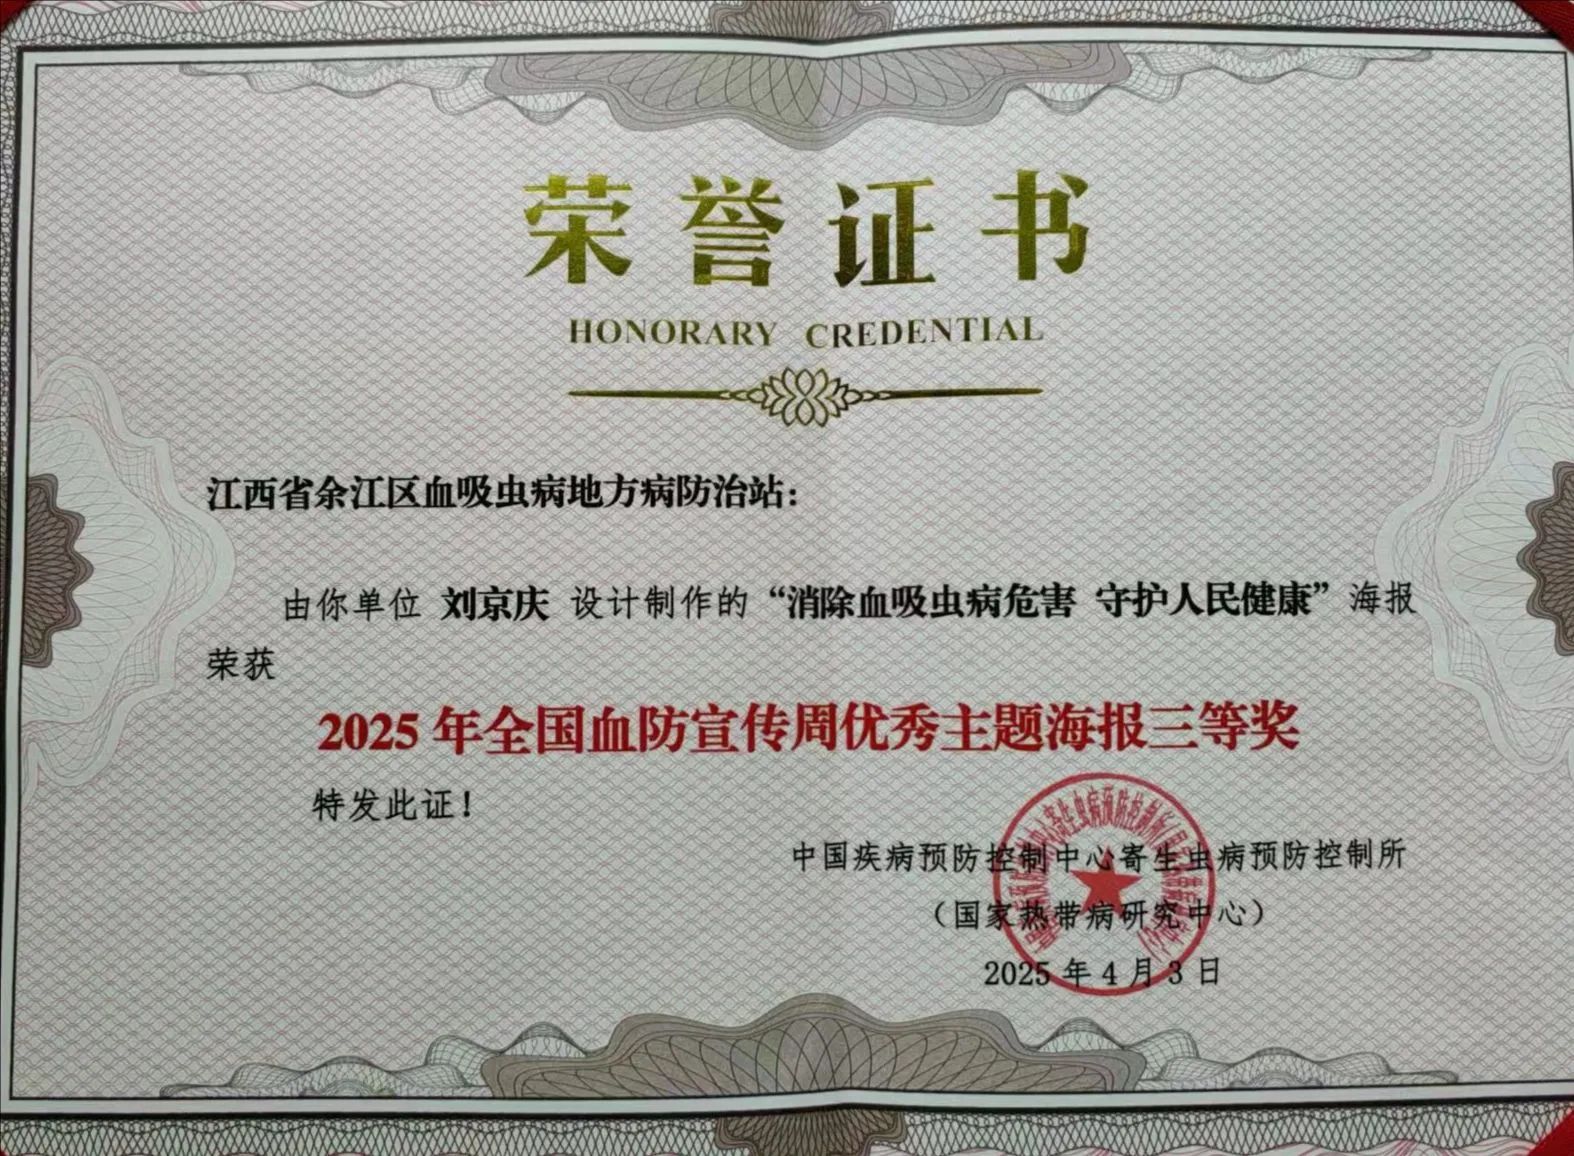 荣誉证书
HONORARY CREDENTIAL
江西省余江区血吸虫病地方病防治站：
由你单位 刘京庆 设计制作的“消除血吸虫病危害 守护人民健康”海报
荣获
2025年全国血防宣传周优秀主题海报三等奖
特发此证！
中国疾病预防控制中心寄生虫病预防控制所
（国家热带病研究中心）
2025年4月3日